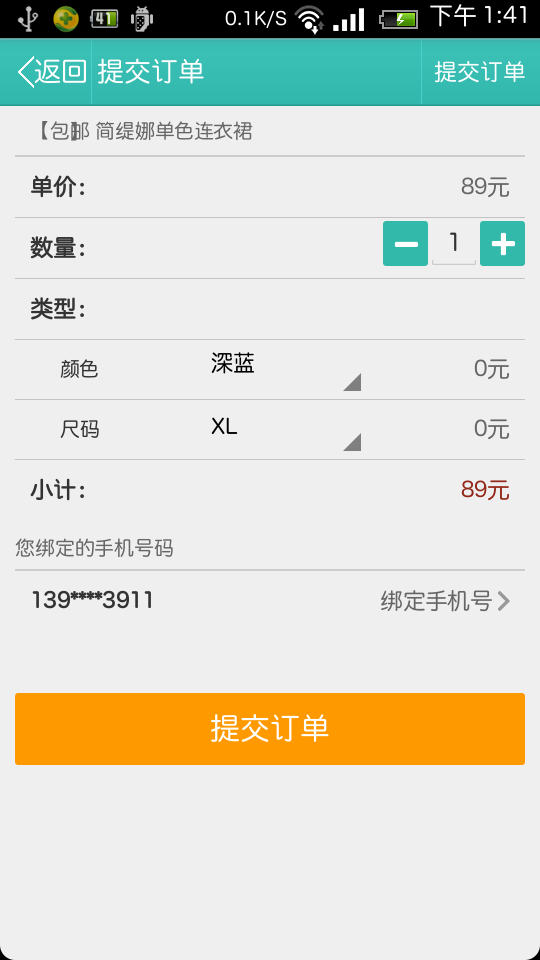 41 0.1K/S 下午 1:41
返回 提交订单 提交订单
【包邮】简缇娜单色连衣裙
单价: 89元
数量: 1
类型:
颜色 深蓝 0元
尺码 XL 0元
小计: 89元
您绑定的手机号码
139****3911 绑定手机号
提交订单